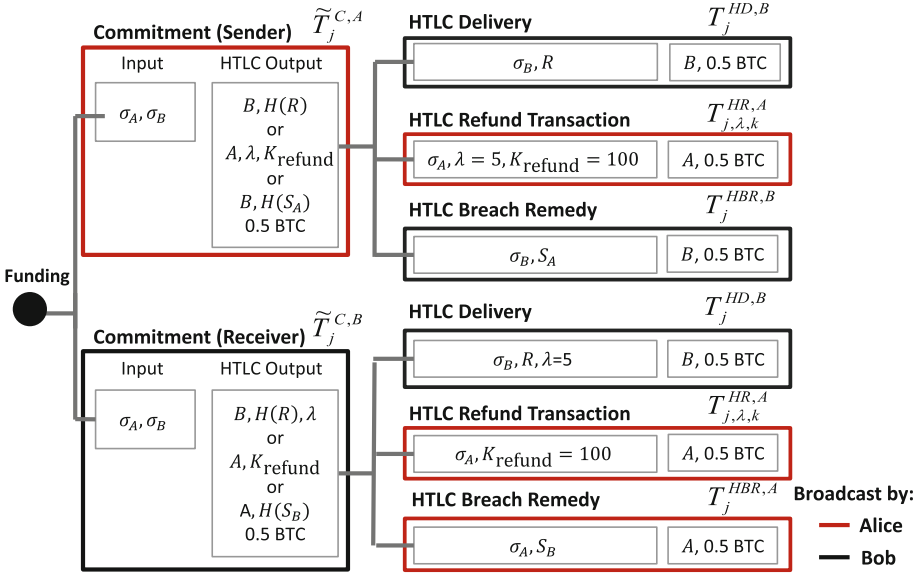 Commitment (Sender) T̃_j^{C,A}
Input
HTLC Output
σ_A, σ_B
B, H(R)
or
A, λ, K_refund
or
B, H(S_A)
0.5 BTC
HTLC Delivery T_j^{HD,B}
σ_B, R
B, 0.5 BTC
HTLC Refund Transaction T_{j,λ,k}^{HR,A}
σ_A, λ = 5, K_refund = 100
A, 0.5 BTC
HTLC Breach Remedy T_j^{HBR,B}
σ_B, S_A
B, 0.5 BTC
Funding
Commitment (Receiver) T̃_j^{C,B}
Input
HTLC Output
σ_A, σ_B
B, H(R), λ
or
A, K_refund
or
A, H(S_B)
0.5 BTC
HTLC Delivery T_j^{HD,B}
σ_B, R, λ=5
B, 0.5 BTC
HTLC Refund Transaction T_{j,λ,k}^{HR,A}
σ_A, K_refund = 100
A, 0.5 BTC
HTLC Breach Remedy T_j^{HBR,A}
σ_A, S_B
A, 0.5 BTC
Broadcast by:
Alice
Bob